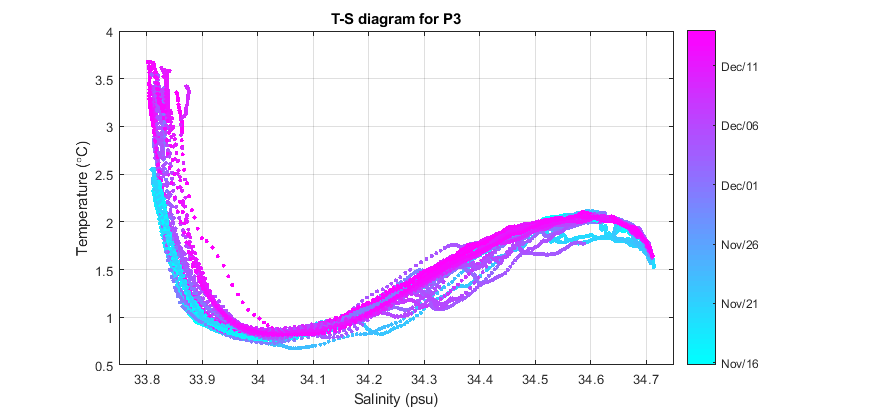 T-S diagram for P3
4
3.5
3
2.5
2
1.5
1
0.5
Temperature (°C)
33.8 33.9 34 34.1 34.2 34.3 34.4 34.5 34.6 34.7
Salinity (psu)
Dec/11
Dec/06
Dec/01
Nov/26
Nov/21
Nov/16